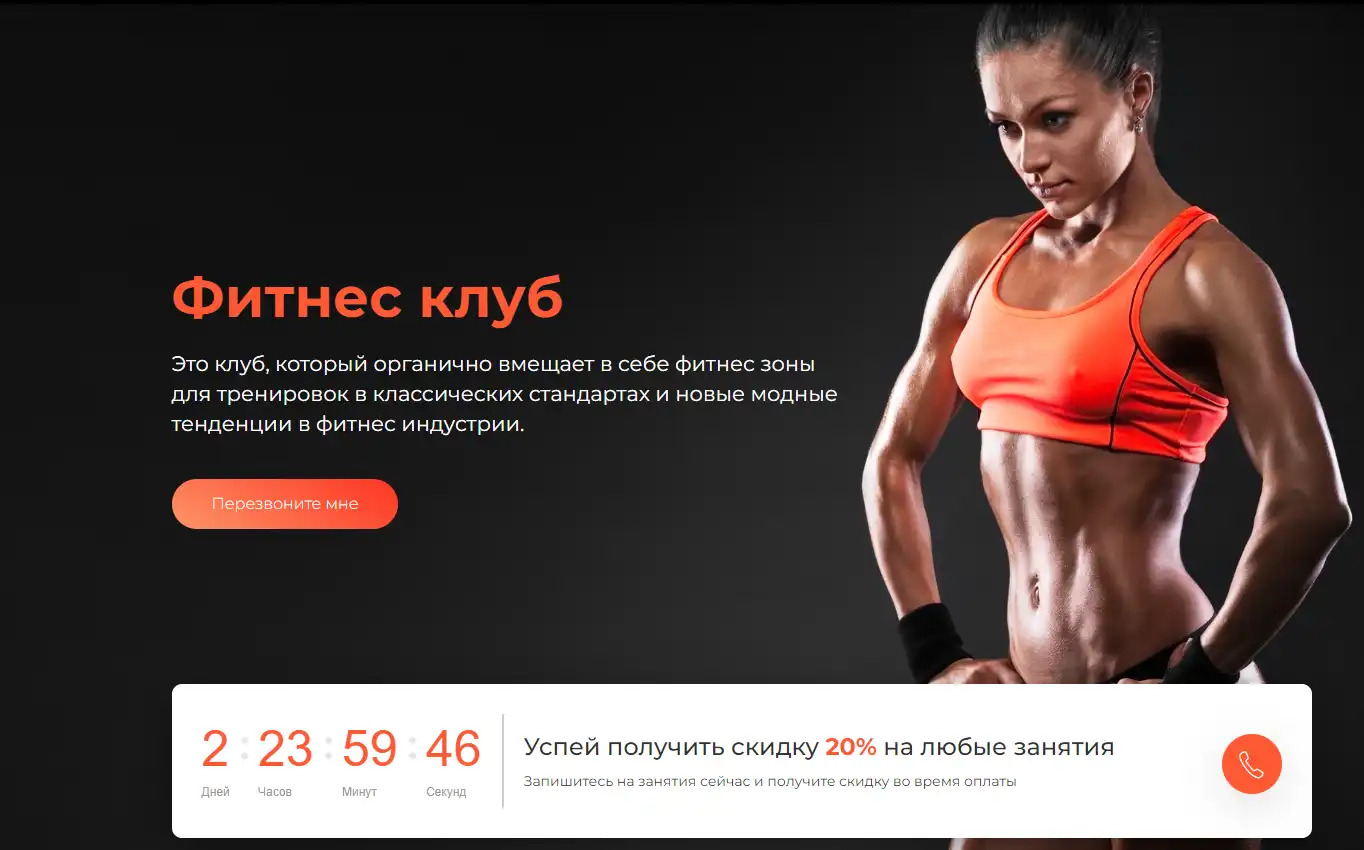 Фитнес клуб
Это клуб, который органично вмещает в себе фитнес зоны
для тренировок в классических стандартах и новые модные
тенденции в фитнес индустрии.
Перезвоните мне
2 : 23 : 59 : 46
Дней Часов Минут Секунд
Успей получить скидку 20% на любые занятия
Запишитесь на занятия сейчас и получите скидку во время оплаты